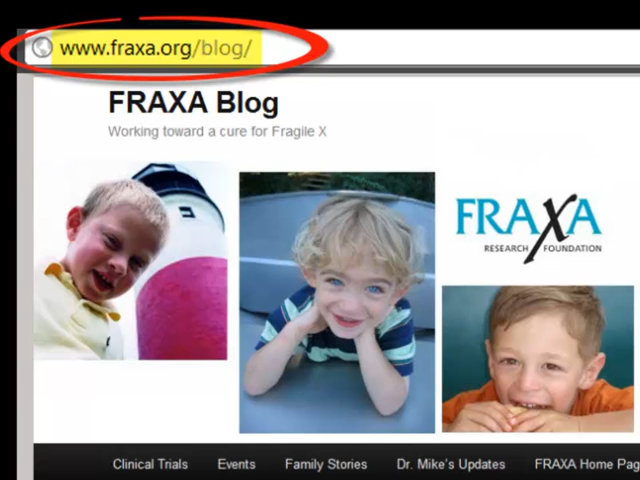 www.fraxa.org/blog/
FRAXA Blog
Working toward a cure for Fragile X
FRAXA
RESEARCH FOUNDATION
Clinical Trials Events Family Stories Dr. Mike's Updates FRAXA Home Pag